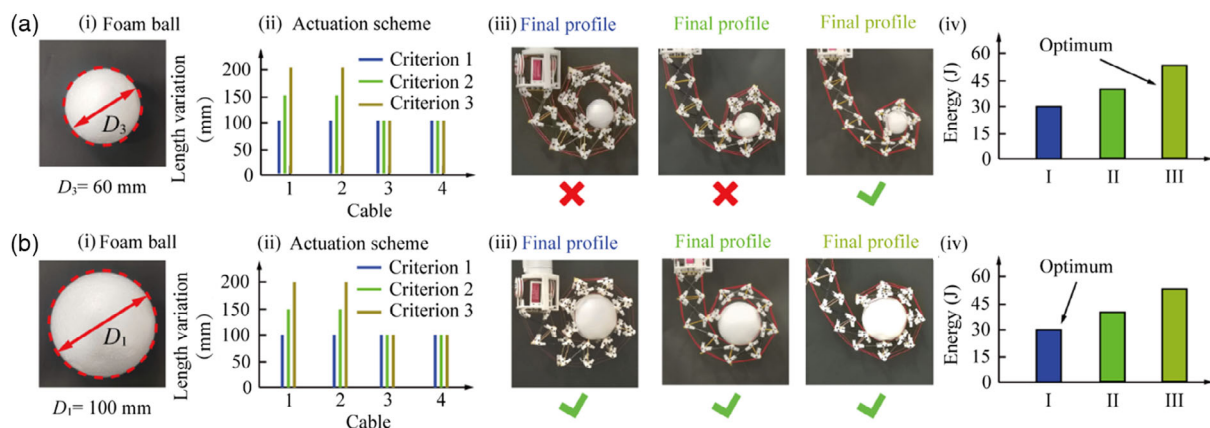 (a)
(i) Foam ball
D₃
D₃= 60 mm
(ii) Actuation scheme
Length variation
(mm)
200
150
100
50
0
Criterion 1
Criterion 2
Criterion 3
1 2 3 4
Cable
(iii) Final profile
Final profile
Final profile
(iv)
Energy (J)
60
45
30
15
0
Optimum
I II III
(b)
(i) Foam ball
D₁
D₁= 100 mm
(ii) Actuation scheme
Length variation
(mm)
200
150
100
50
0
Criterion 1
Criterion 2
Criterion 3
1 2 3 4
Cable
(iii) Final profile
Final profile
Final profile
(iv)
Energy (J)
60
45
30
15
0
Optimum
I II III